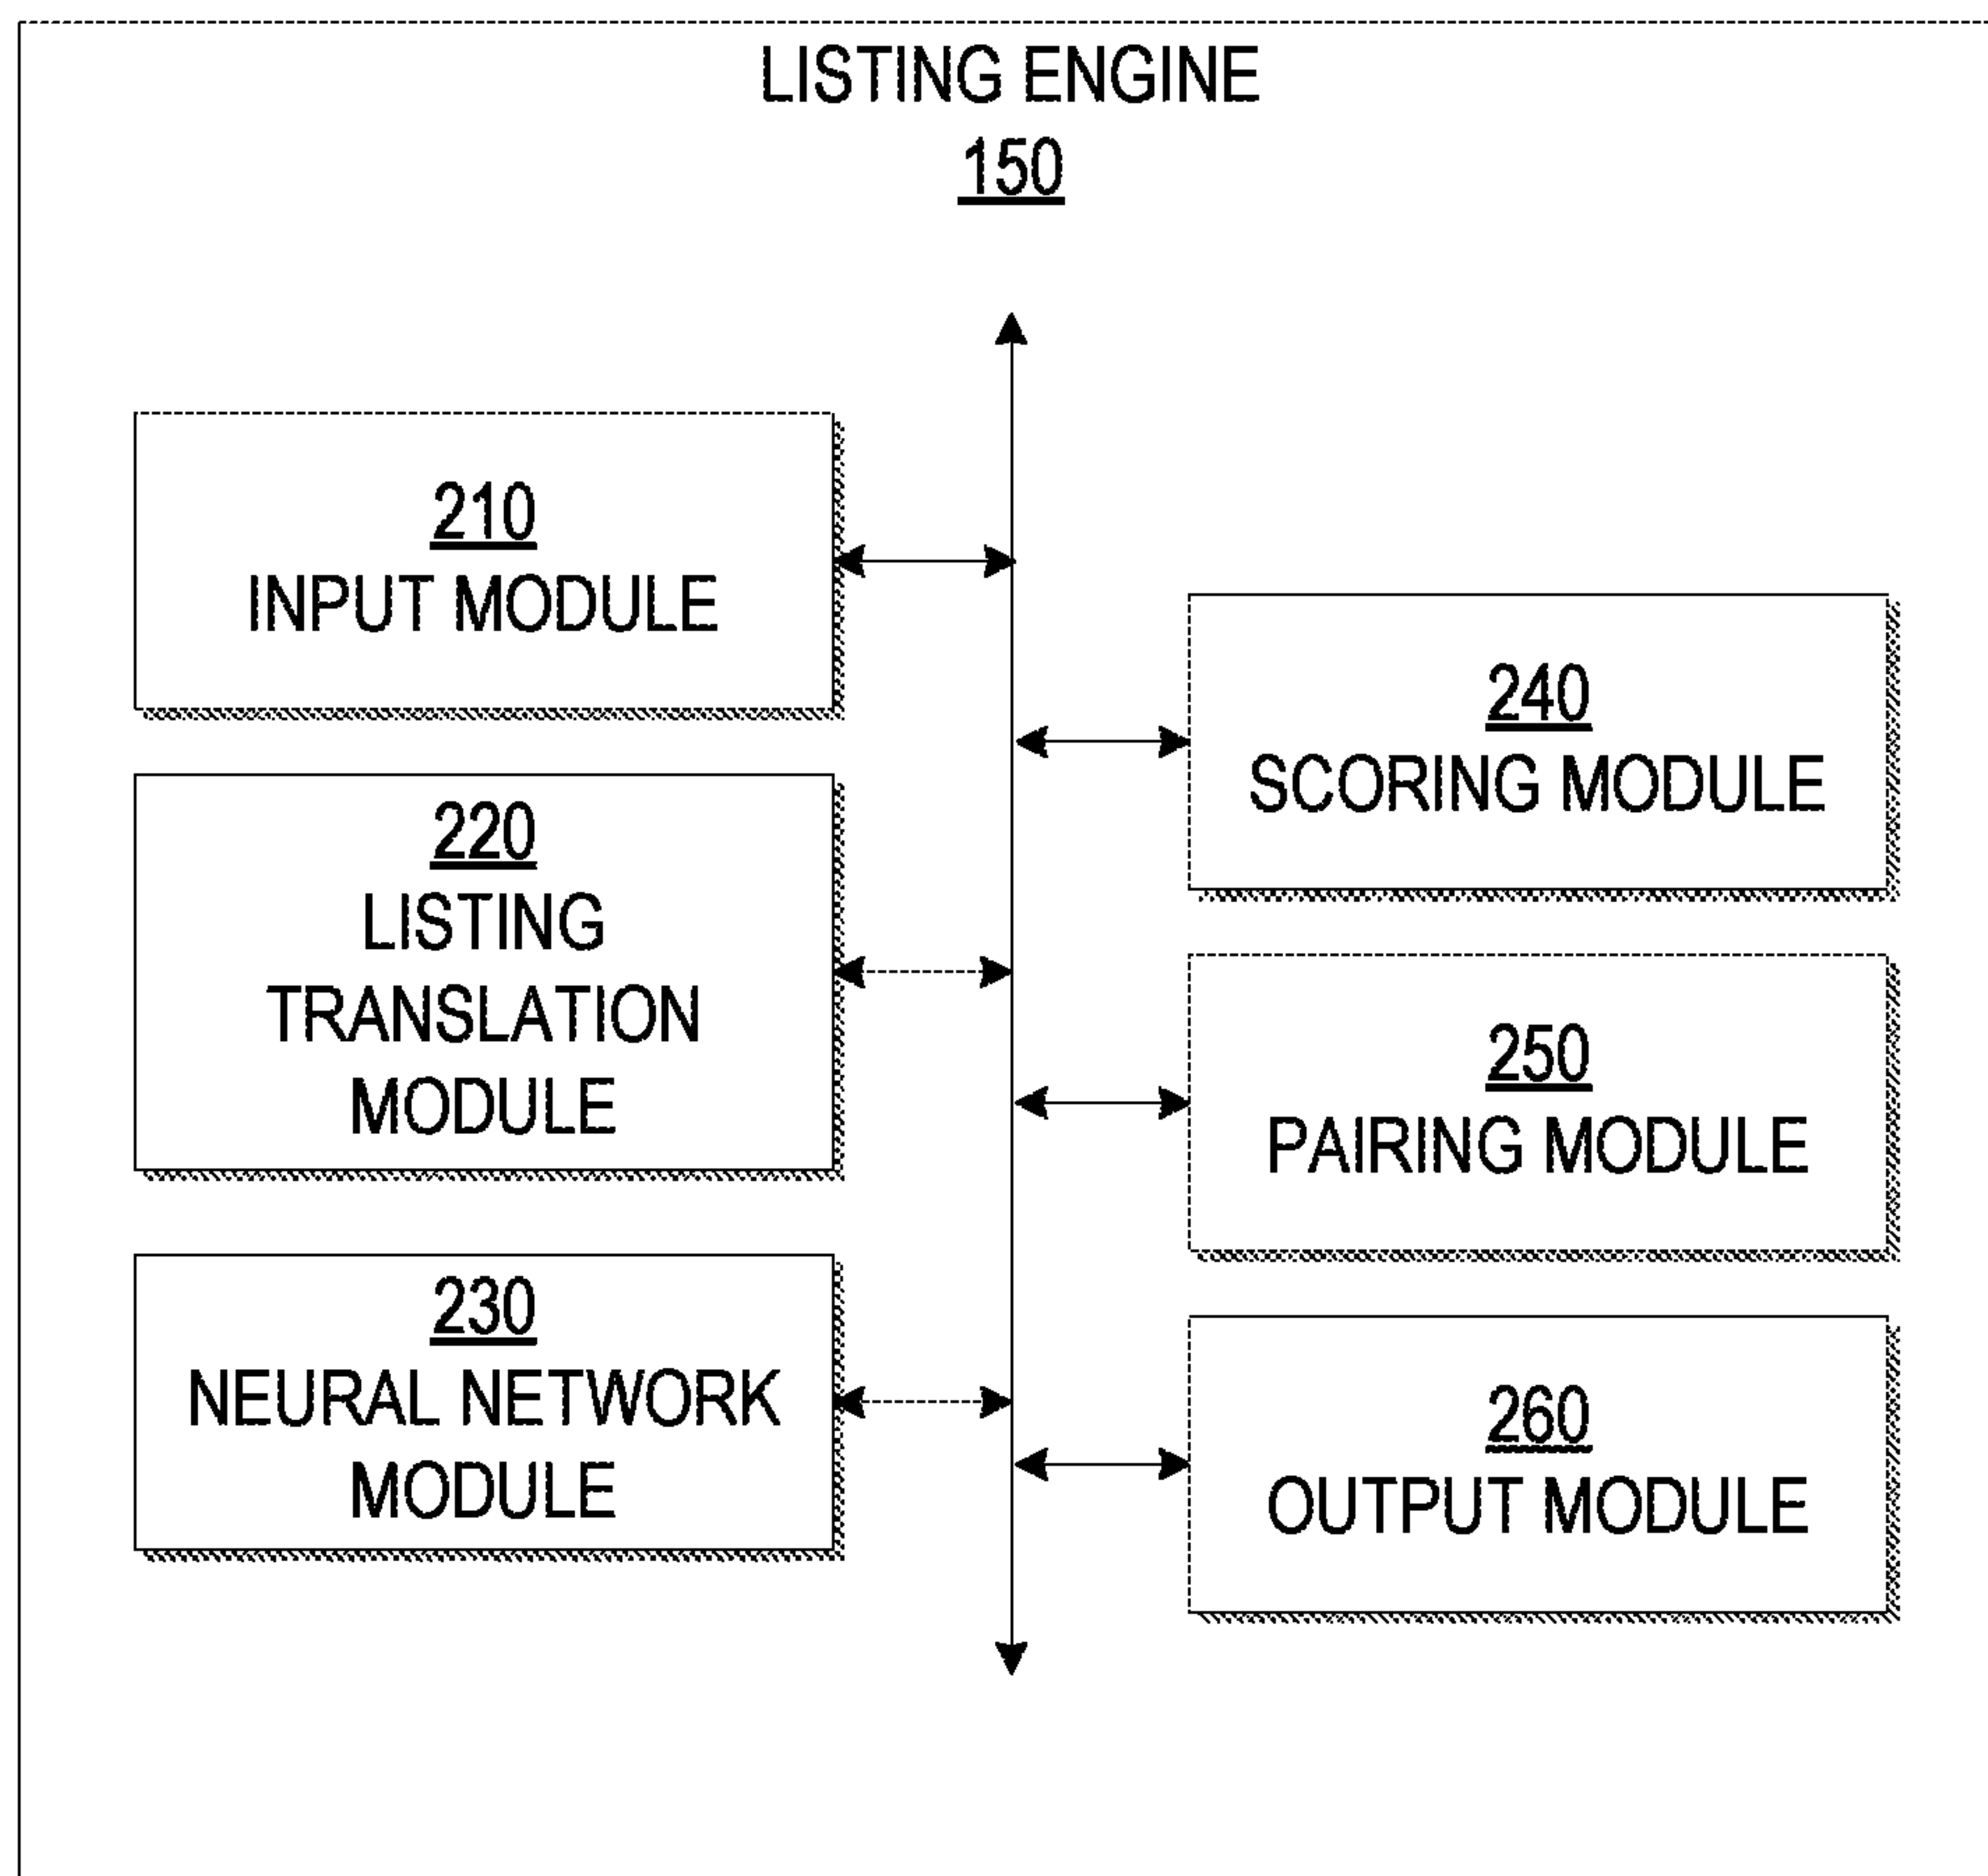 LISTING ENGINE
150
210
INPUT MODULE
220
LISTING
TRANSLATION
MODULE
230
NEURAL NETWORK
MODULE
240
SCORING MODULE
250
PAIRING MODULE
260
OUTPUT MODULE